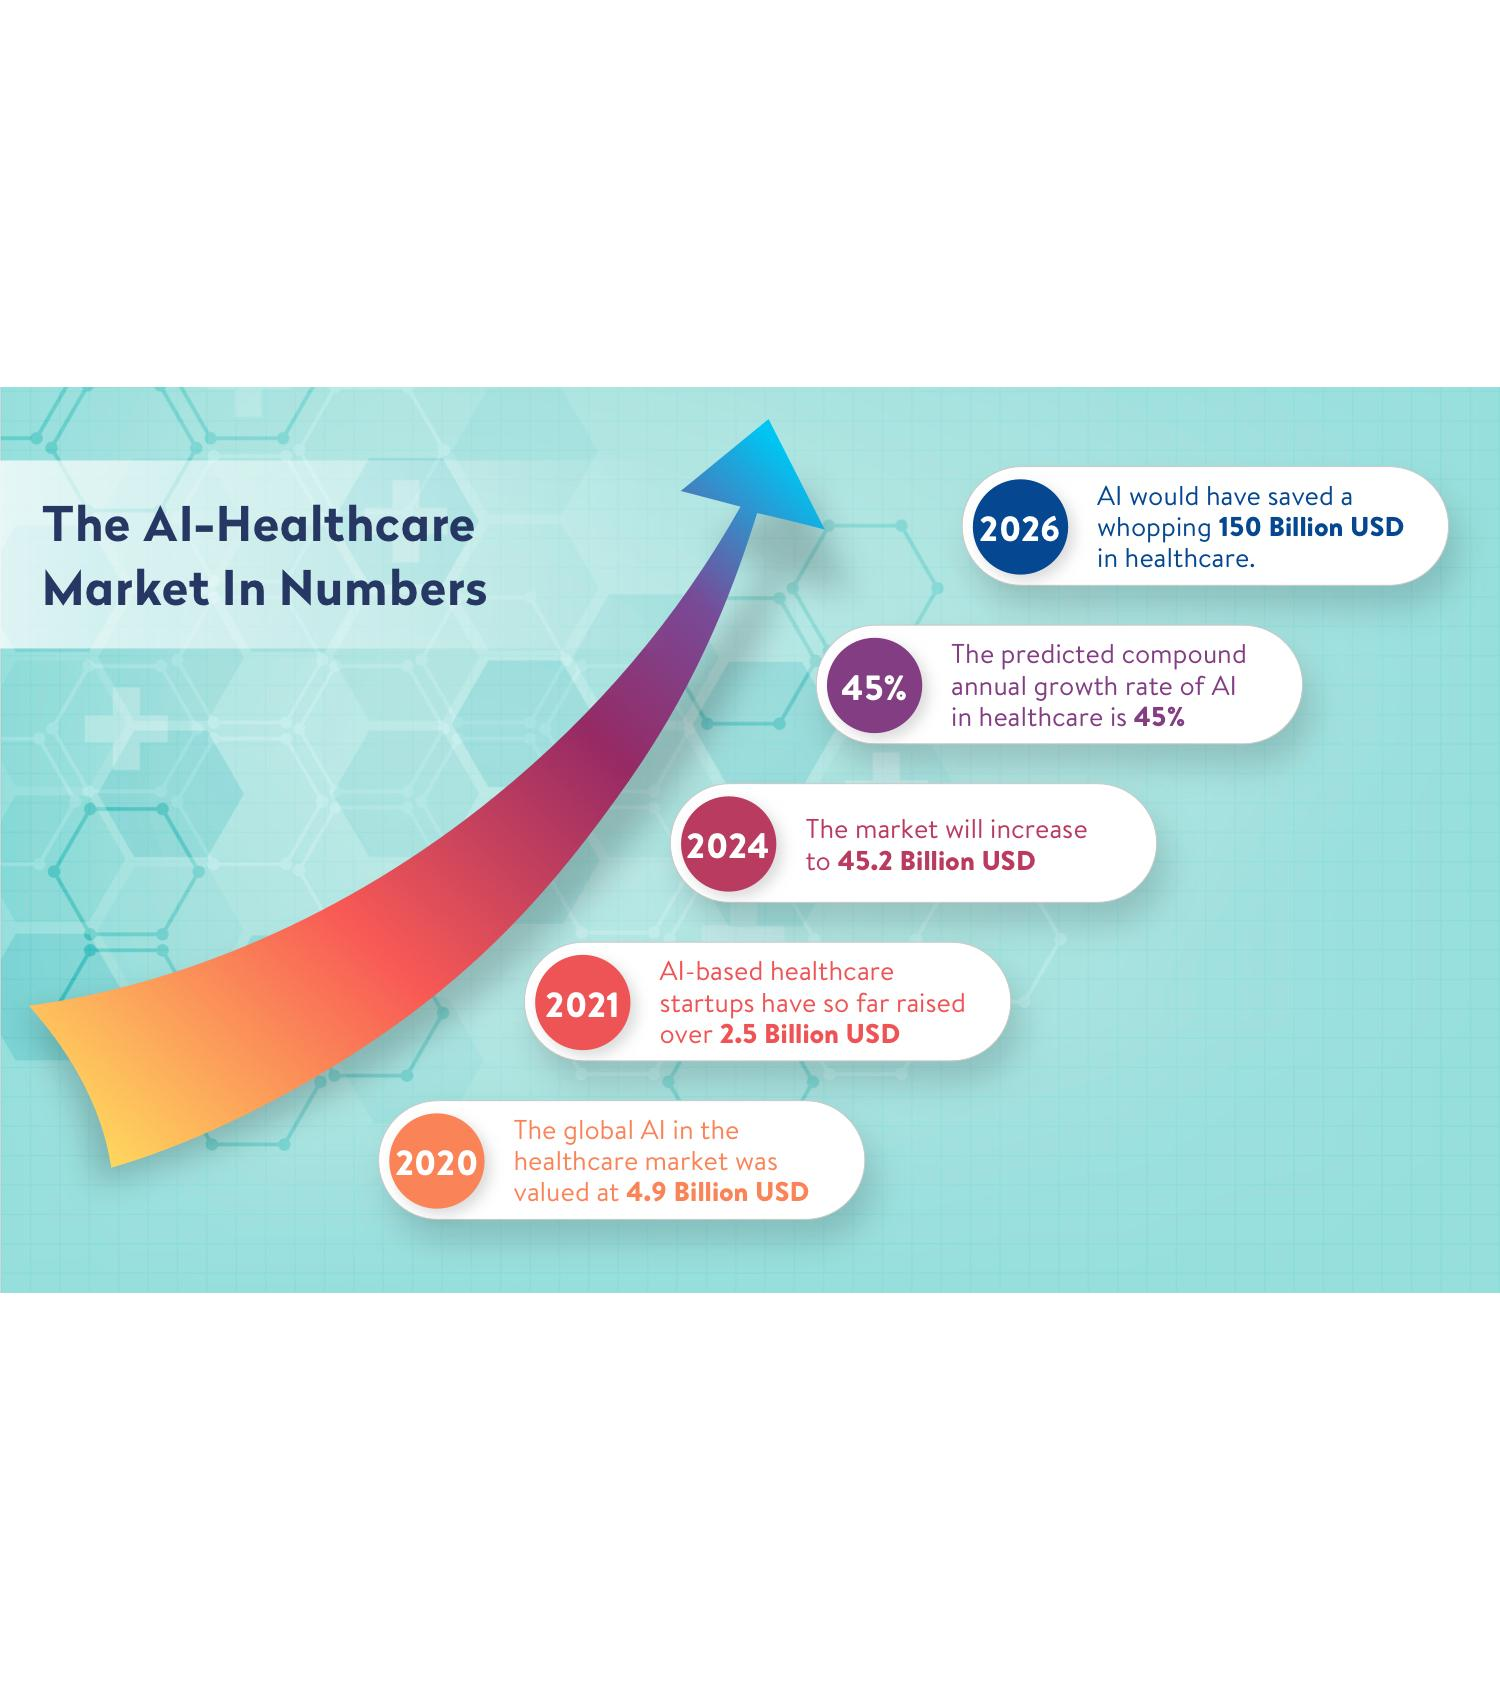 The AI-Healthcare
Market In Numbers
2026
AI would have saved a
whopping 150 Billion USD
in healthcare.
45%
The predicted compound
annual growth rate of AI
in healthcare is 45%
2024
The market will increase
to 45.2 Billion USD
2021
AI-based healthcare
startups have so far raised
over 2.5 Billion USD
2020
The global AI in the
healthcare market was
valued at 4.9 Billion USD